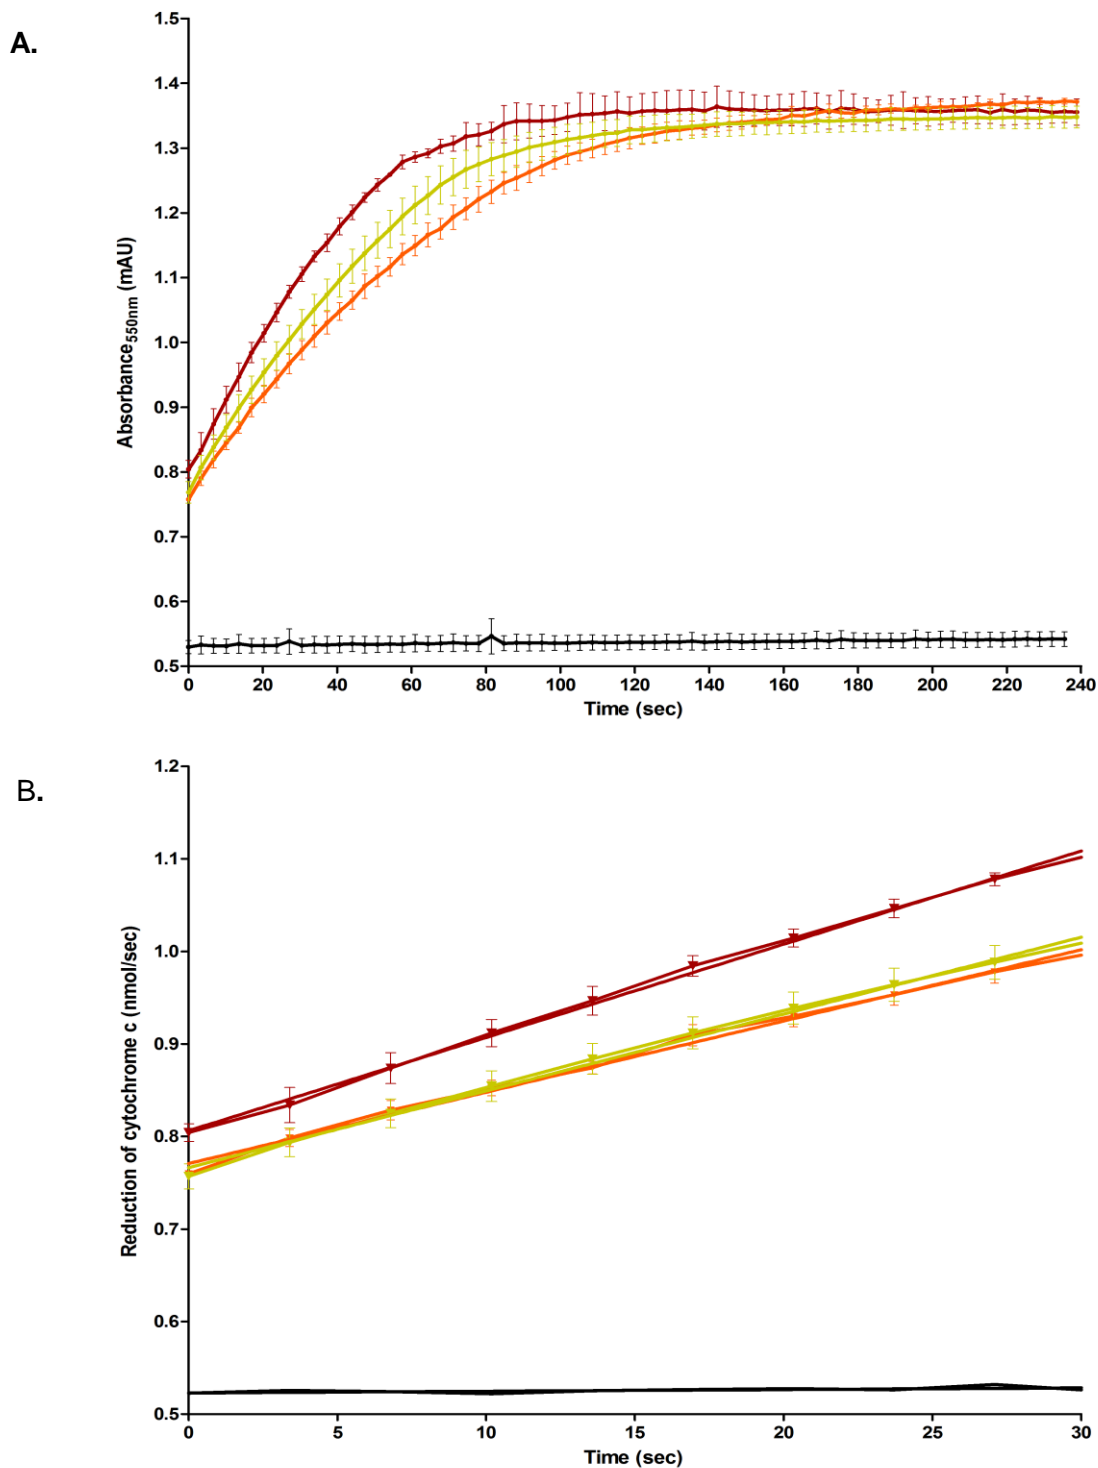 A.
1.5
1.4
1.3
1.2
1.1
1.0
0.9
0.8
0.7
0.6
0.5
Absorbance550nm (mAU)
0 20 40 60 80 100 120 140 160 180 200 220 240
Time (sec)
B.
1.2
1.1
1.0
0.9
0.8
0.7
0.6
0.5
Reduction of cytochrome c (nmol/sec)
0 5 10 15 20 25 30
Time (sec)